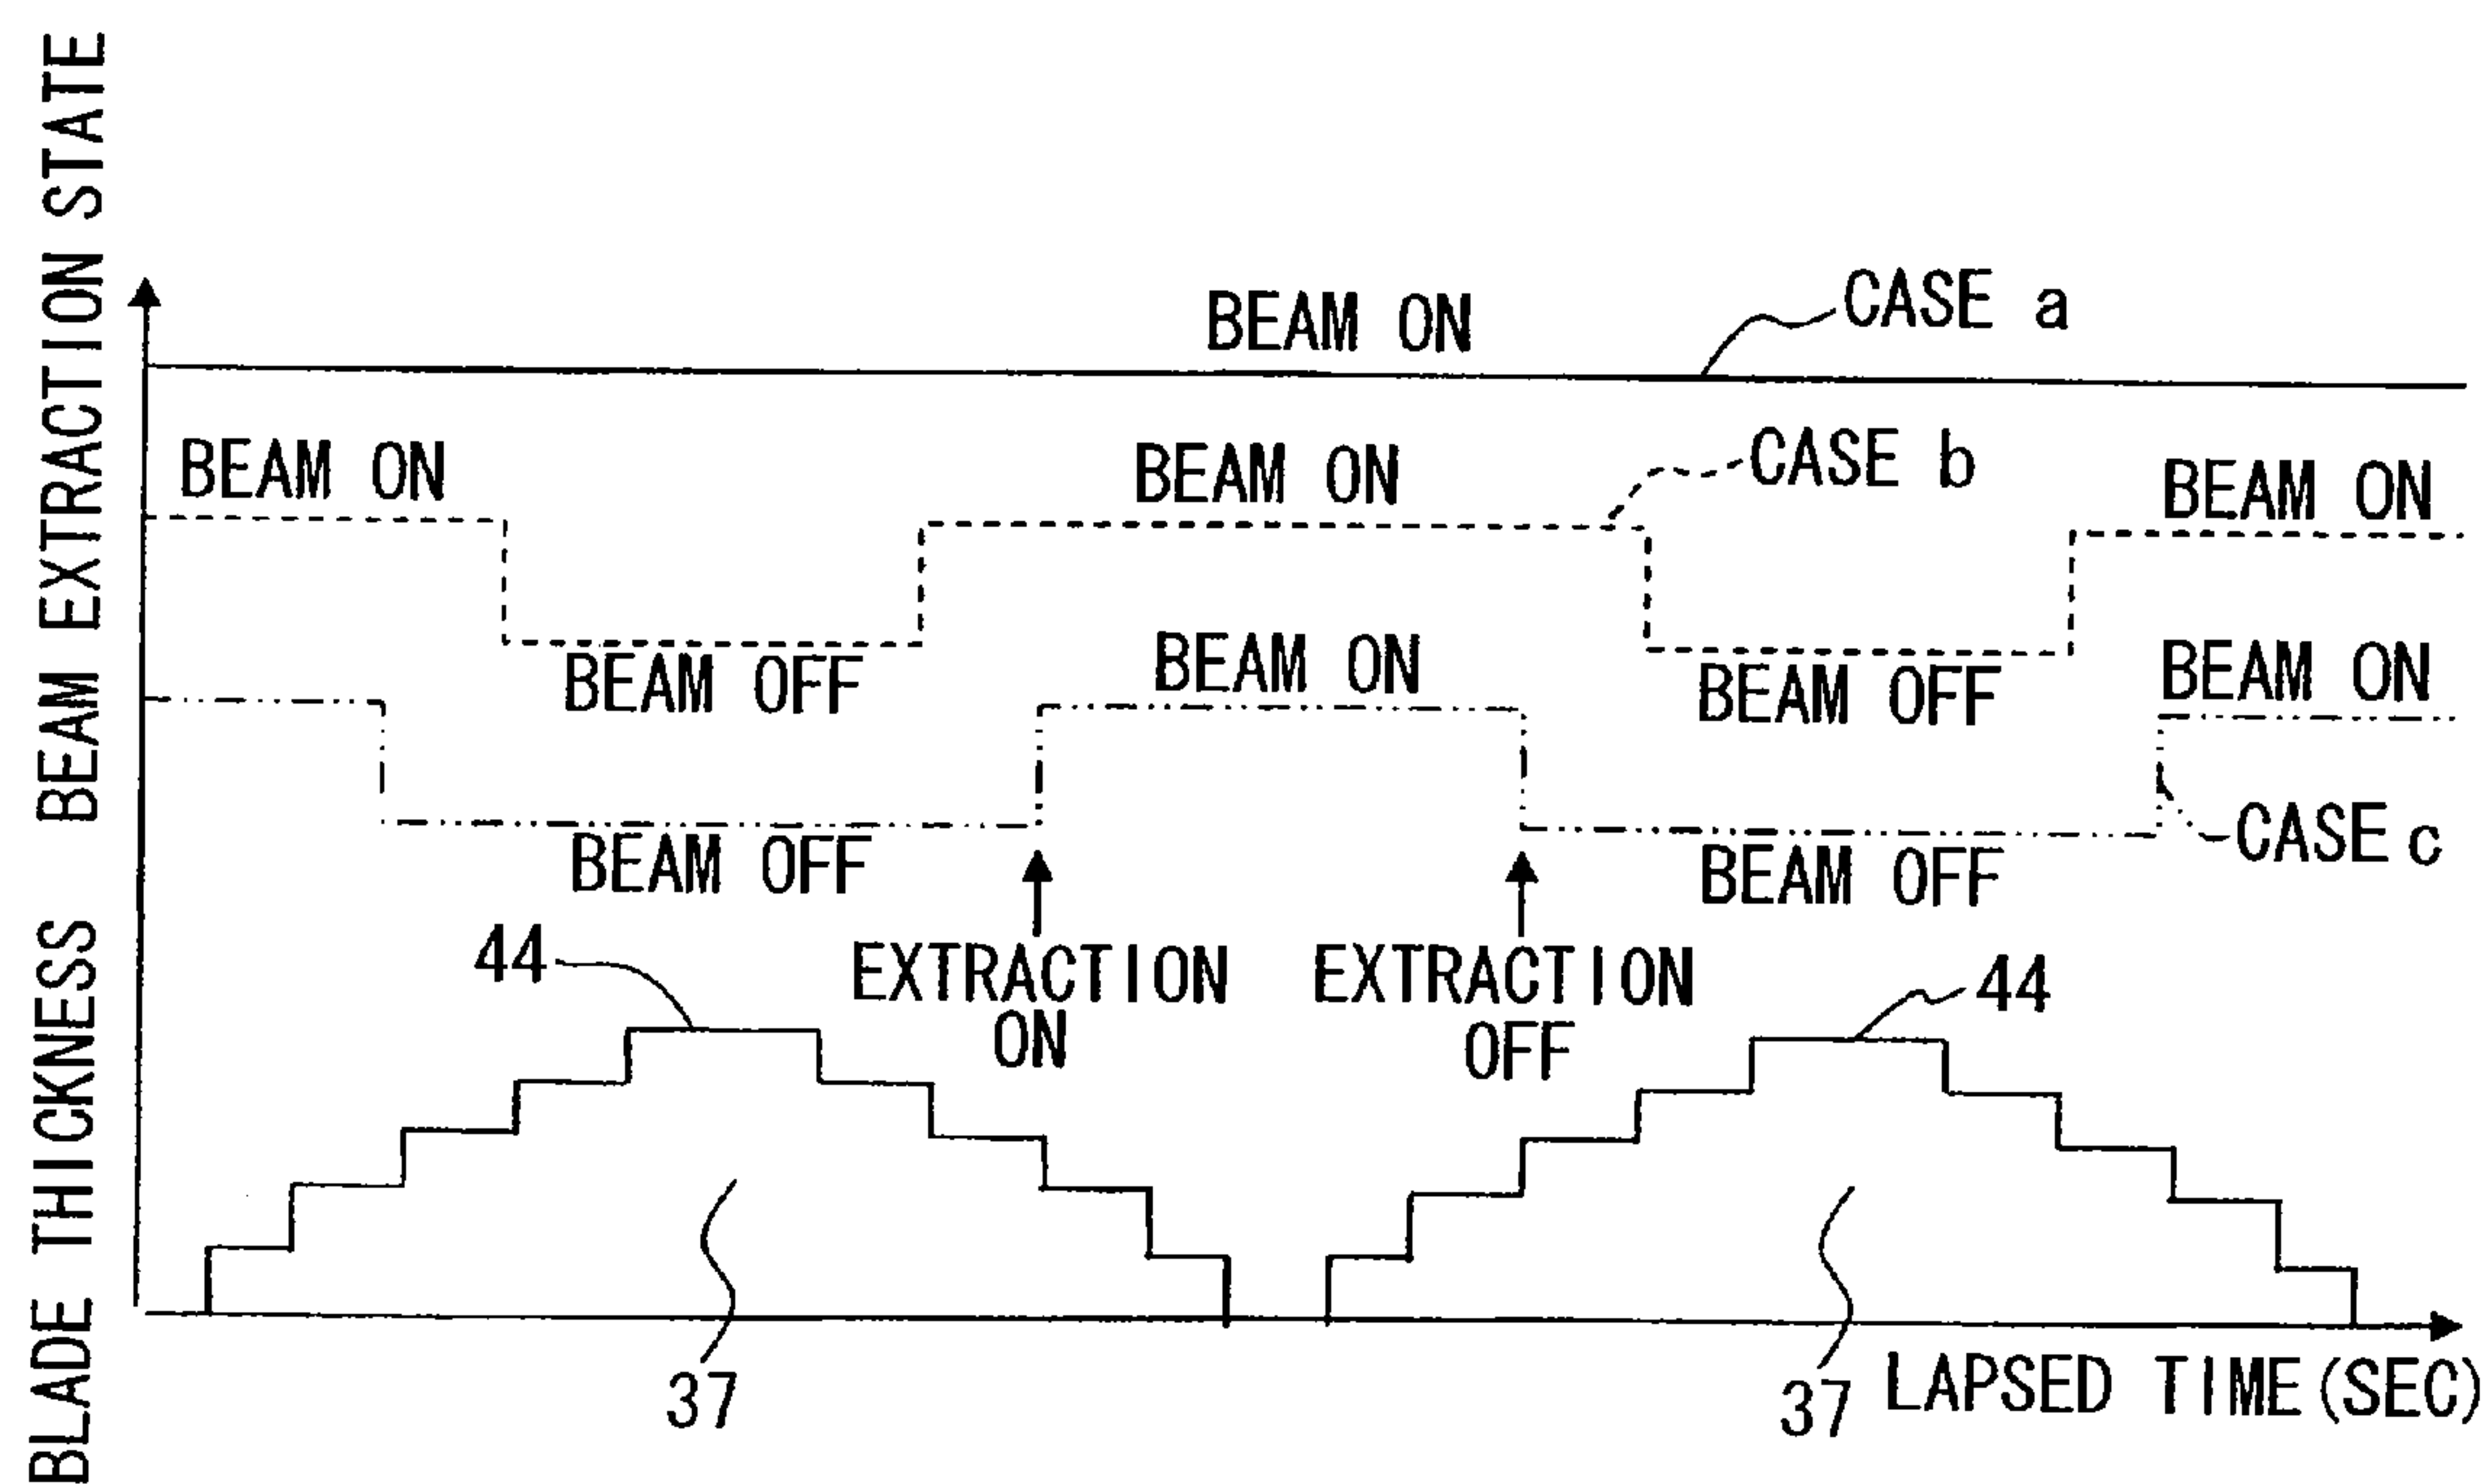 BEAM EXTRACTION STATE
BLADE THICKNESS
BEAM ON
CASE a
BEAM ON
BEAM ON
CASE b
BEAM ON
BEAM OFF
BEAM ON
BEAM OFF
BEAM ON
BEAM OFF
BEAM OFF
CASE c
44
EXTRACTION
ON
EXTRACTION
OFF
44
37
37
LAPSED TIME (SEC)